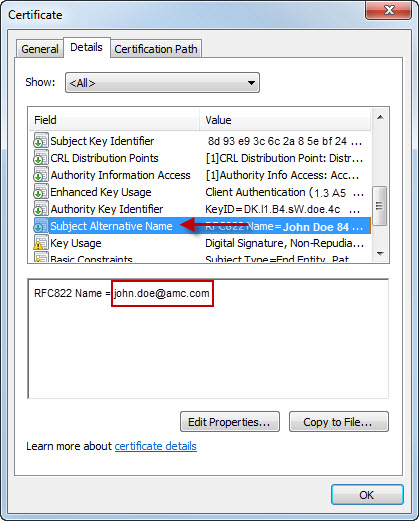 Certificate
General Details Certification Path
Show: <All>
Field Value
Subject Key Identifier 8d 93 e9 3c 6c 2a 8 5e bf 24 ...
CRL Distribution Points [1]CRL Distribution Point: Distr...
Authority Information Access [1]Authority Info Access: Acc...
Enhanced Key Usage Client Authentication (1.3 A5 ...
Authority Key Identifier KeyID=DK.I1.B4.sW.doe.4c ...
Subject Alternative Name RFC822 Name=John Doe 84 ...
Key Usage Digital Signature, Non-Repudia...
Basic Constraints Subject Type=End Entity, Pat...
RFC822 Name = john.doe@amc.com
Edit Properties... Copy to File...
Learn more about certificate details
OK